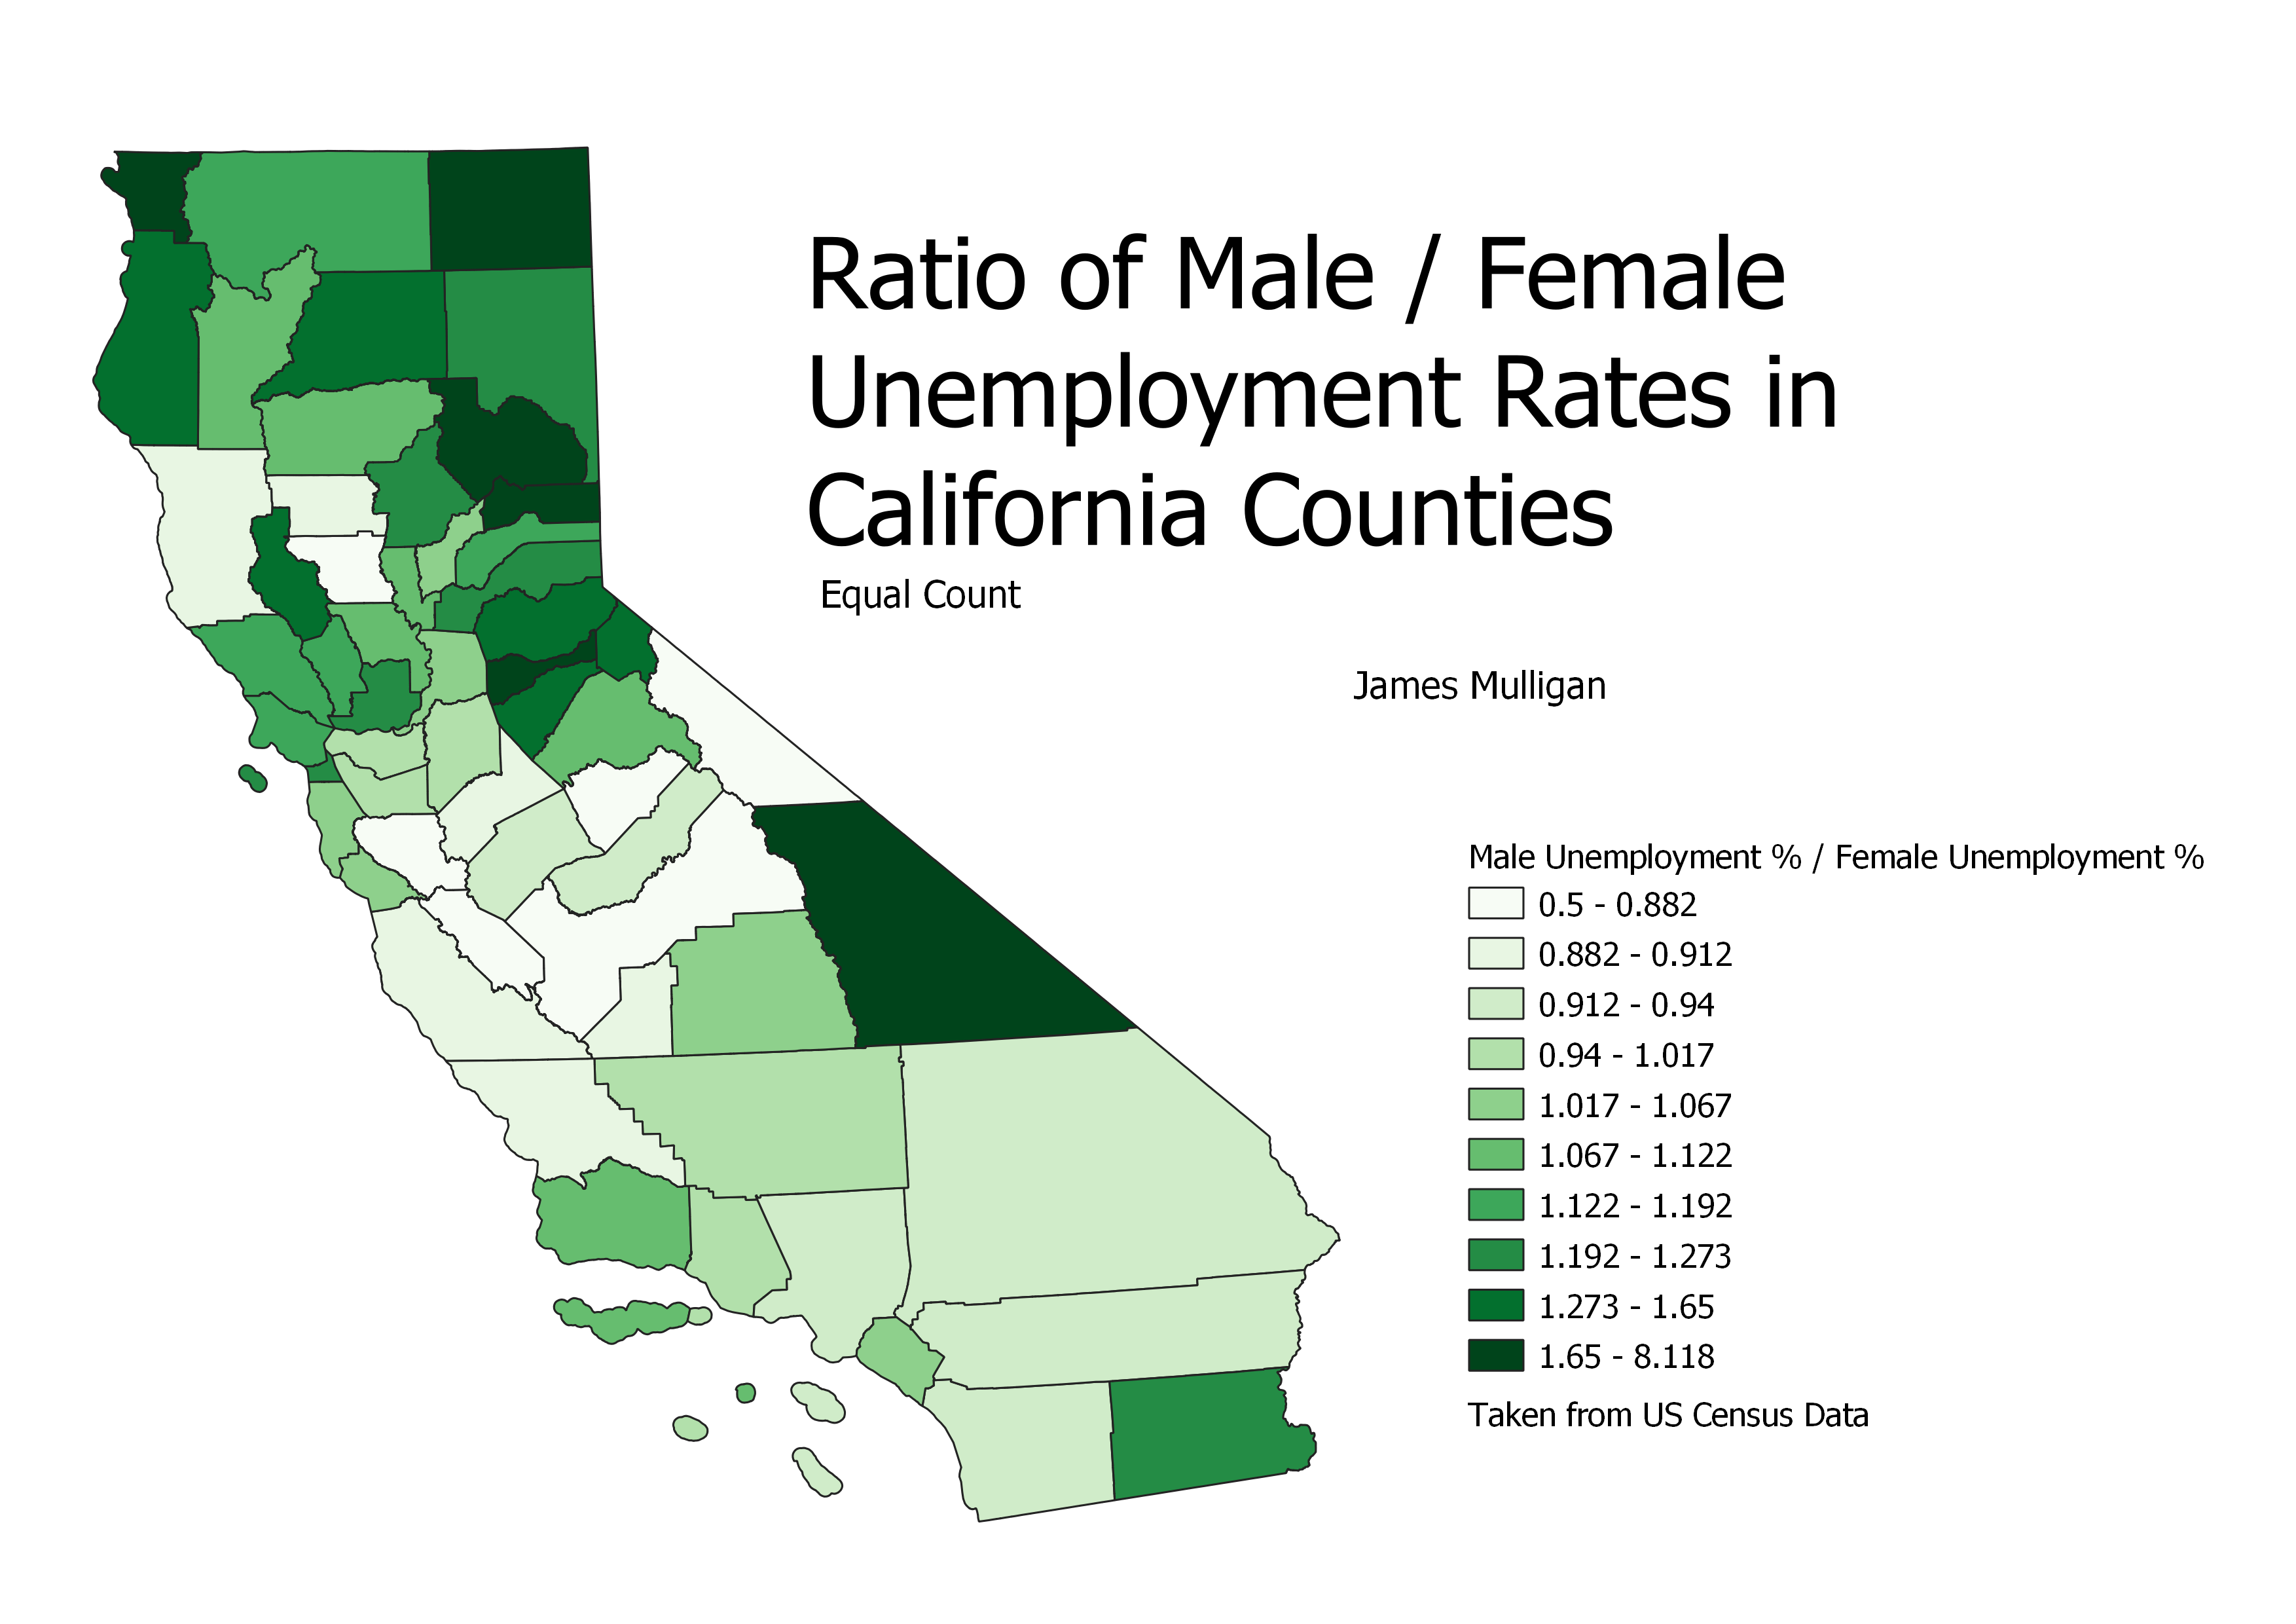 Ratio of Male / Female
Unemployment Rates in
California Counties
Equal Count
James Mulligan
Male Unemployment % / Female Unemployment %
0.5 - 0.882
0.882 - 0.912
0.912 - 0.94
0.94 - 1.017
1.017 - 1.067
1.067 - 1.122
1.122 - 1.192
1.192 - 1.273
1.273 - 1.65
1.65 - 8.118
Taken from US Census Data